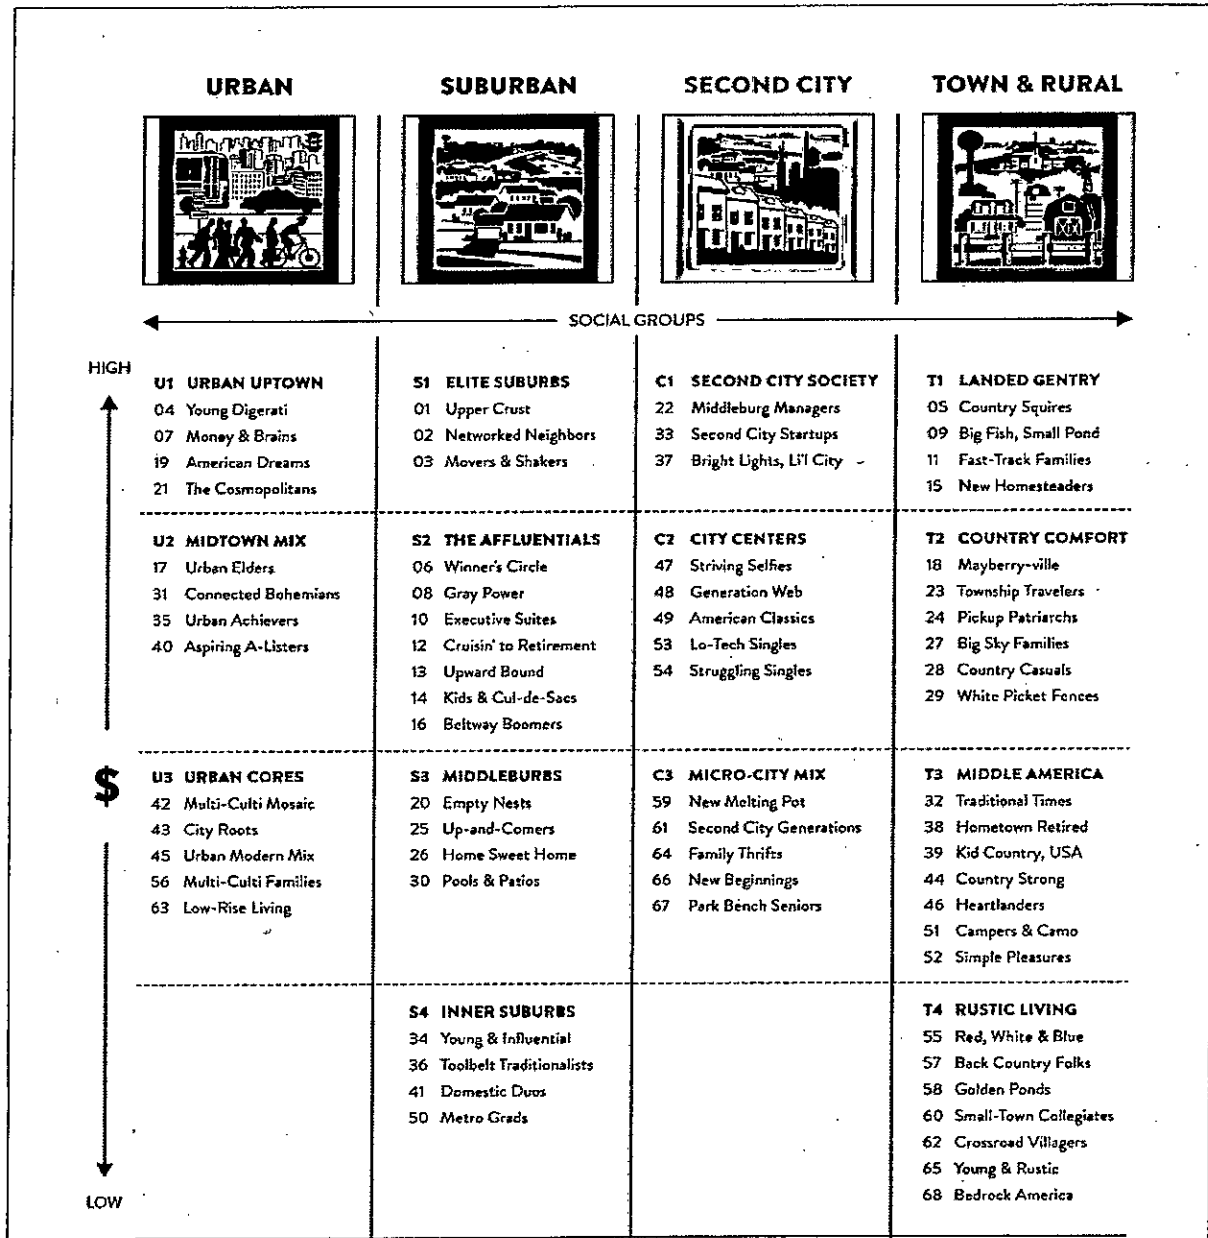 URBAN
SUBURBAN
SECOND CITY
TOWN & RURAL
SOCIAL GROUPS
HIGH
U1 URBAN UPTOWN
04 Young Digerati
07 Money & Brains
19 American Dreams
21 The Cosmopolitans
S1 ELITE SUBURBS
01 Upper Crust
02 Networked Neighbors
03 Movers & Shakers
C1 SECOND CITY SOCIETY
22 Middleburg Managers
33 Second City Startups
37 Bright Lights, Li'l City
T1 LANDED GENTRY
05 Country Squires
09 Big Fish, Small Pond
11 Fast-Track Families
15 New Homesteaders
U2 MIDTOWN MIX
17 Urban Elders
31 Connected Bohemians
35 Urban Achievers
40 Aspiring A-Listers
S2 THE AFFLUENTIALS
06 Winner's Circle
08 Gray Power
10 Executive Suites
12 Cruisin' to Retirement
13 Upward Bound
14 Kids & Cul-de-Sacs
16 Beltway Boomers
C2 CITY CENTERS
47 Striving Selfies
48 Generation Web
49 American Classics
53 Lo-Tech Singles
54 Struggling Singles
T2 COUNTRY COMFORT
18 Mayberry-ville
23 Township Travelers
24 Pickup Patriarchs
27 Big Sky Families
28 Country Casuals
29 White Picket Fences
$
U3 URBAN CORES
42 Multi-Culti Mosaic
43 City Roots
45 Urban Modern Mix
56 Multi-Culti Families
63 Low-Rise Living
S3 MIDDLEBURBS
20 Empty Nests
25 Up-and-Comers
26 Home Sweet Home
30 Pools & Patios
C3 MICRO-CITY MIX
59 New Melting Pot
61 Second City Generations
64 Family Thrifts
66 New Beginnings
67 Park Bench Seniors
T3 MIDDLE AMERICA
32 Traditional Times
38 Hometown Retired
39 Kid Country, USA
44 Country Strong
46 Heartlanders
51 Campers & Camo
52 Simple Pleasures
S4 INNER SUBURBS
34 Young & Influential
36 Toolbelt Traditionalists
41 Domestic Duos
50 Metro Grads
T4 RUSTIC LIVING
55 Red, White & Blue
57 Back Country Folks
58 Golden Ponds
60 Small-Town Collegiates
62 Crossroad Villagers
65 Young & Rustic
68 Bedrock America
LOW